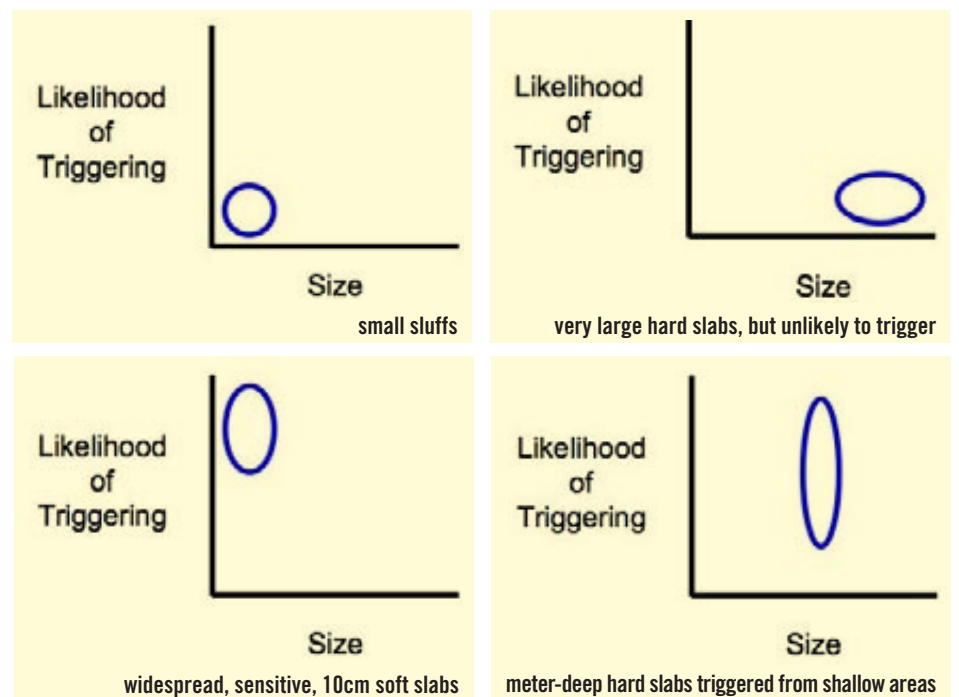 Likelihood
of
Triggering
Size
small sluffs
Likelihood
of
Triggering
Size
very large hard slabs, but unlikely to trigger
Likelihood
of
Triggering
Size
widespread, sensitive, 10cm soft slabs
Likelihood
of
Triggering
Size
meter-deep hard slabs triggered from shallow areas